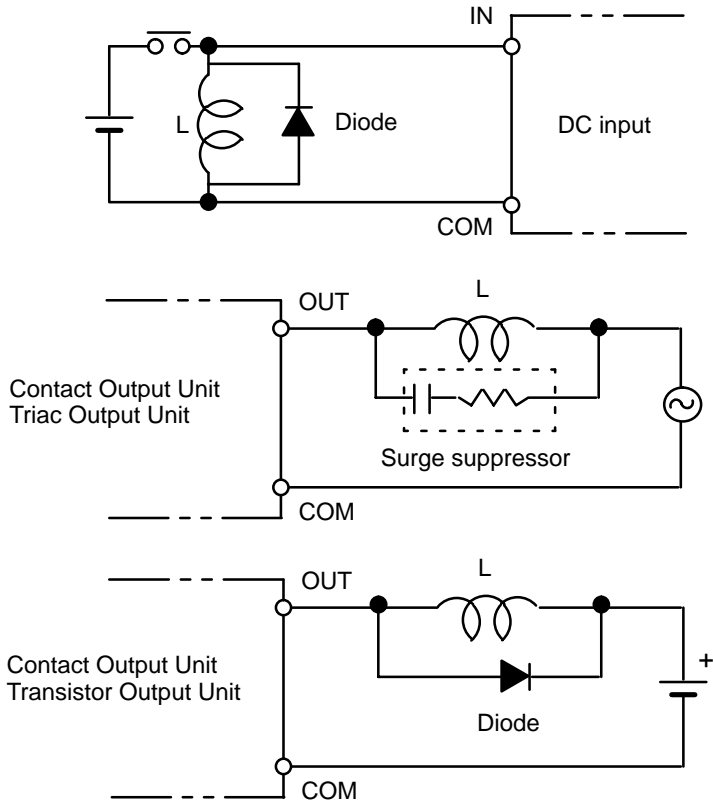 IN
L
Diode
DC input
COM
OUT
L
Contact Output Unit
Triac Output Unit
Surge suppressor
COM
OUT
L
+
Contact Output Unit
Transistor Output Unit
Diode
COM